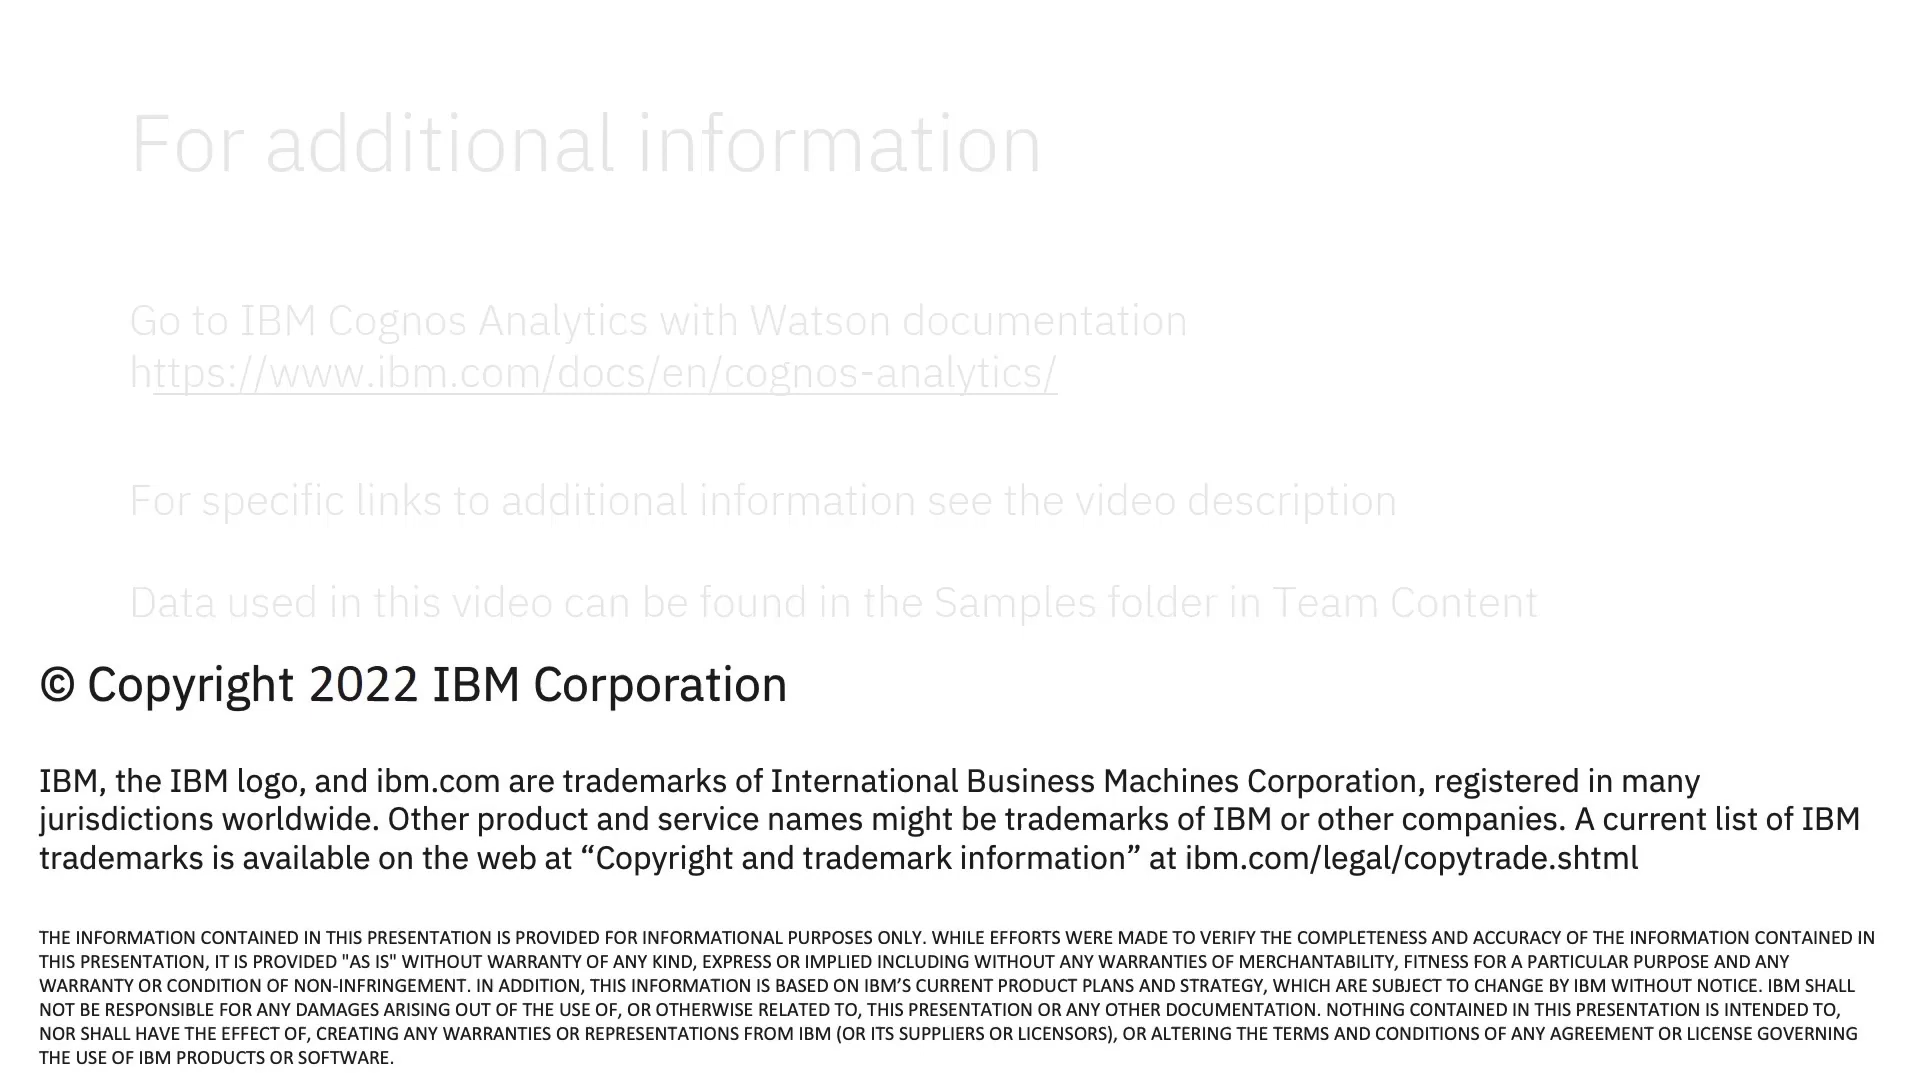 For additional information
Go to IBM Cognos Analytics with Watson documentation
https://www.ibm.com/docs/en/cognos-analytics/
For specific links to additional information see the video description
Data used in this video can be found in the Samples folder in Team Content
© Copyright 2022 IBM Corporation
IBM, the IBM logo, and ibm.com are trademarks of International Business Machines Corporation, registered in many
jurisdictions worldwide. Other product and service names might be trademarks of IBM or other companies. A current list of IBM
trademarks is available on the web at “Copyright and trademark information” at ibm.com/legal/copytrade.shtml
THE INFORMATION CONTAINED IN THIS PRESENTATION IS PROVIDED FOR INFORMATIONAL PURPOSES ONLY. WHILE EFFORTS WERE MADE TO VERIFY THE COMPLETENESS AND ACCURACY OF THE INFORMATION CONTAINED IN
THIS PRESENTATION, IT IS PROVIDED "AS IS" WITHOUT WARRANTY OF ANY KIND, EXPRESS OR IMPLIED INCLUDING WITHOUT ANY WARRANTIES OF MERCHANTABILITY, FITNESS FOR A PARTICULAR PURPOSE AND ANY
WARRANTY OR CONDITION OF NON-INFRINGEMENT. IN ADDITION, THIS INFORMATION IS BASED ON IBM’S CURRENT PRODUCT PLANS AND STRATEGY, WHICH ARE SUBJECT TO CHANGE BY IBM WITHOUT NOTICE. IBM SHALL
NOT BE RESPONSIBLE FOR ANY DAMAGES ARISING OUT OF THE USE OF, OR OTHERWISE RELATED TO, THIS PRESENTATION OR ANY OTHER DOCUMENTATION. NOTHING CONTAINED IN THIS PRESENTATION IS INTENDED TO,
NOR SHALL HAVE THE EFFECT OF, CREATING ANY WARRANTIES OR REPRESENTATIONS FROM IBM (OR ITS SUPPLIERS OR LICENSORS), OR ALTERING THE TERMS AND CONDITIONS OF ANY AGREEMENT OR LICENSE GOVERNING
THE USE OF IBM PRODUCTS OR SOFTWARE.